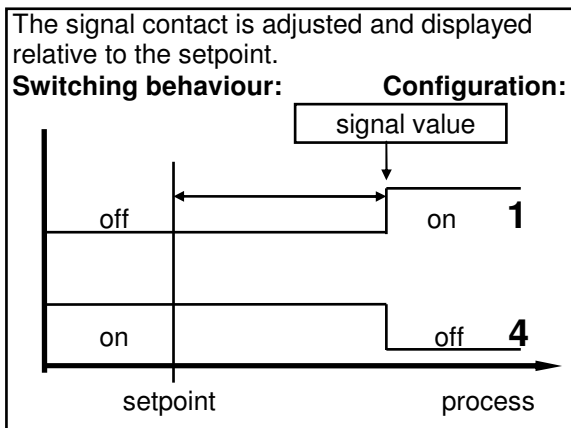 The signal contact is adjusted and displayed
relative to the setpoint.
Switching behaviour: Configuration:
signal value
off on 1
on off 4
setpoint process